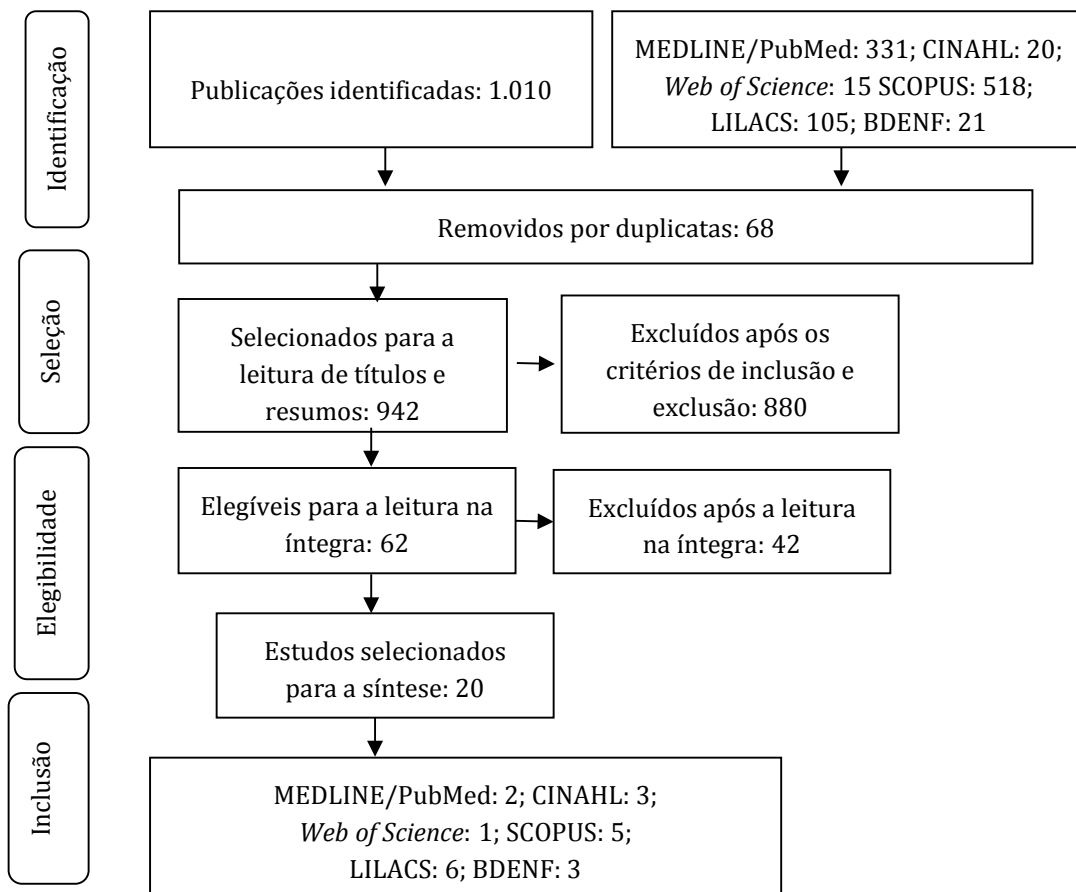 Identificação
Publicações identificadas: 1.010
MEDLINE/PubMed: 331; CINAHL: 20;
Web of Science: 15 SCOPUS: 518;
LILACS: 105; BDENF: 21
Removidos por duplicatas: 68
Seleção
Selecionados para a
leitura de títulos e
resumos: 942
Excluídos após os
critérios de inclusão e
exclusão: 880
Elegibilidade
Elegíveis para a leitura na
íntegra: 62
Excluídos após a leitura
na íntegra: 42
Estudos selecionados
para a síntese: 20
Inclusão
MEDLINE/PubMed: 2; CINAHL: 3;
Web of Science: 1; SCOPUS: 5;
LILACS: 6; BDENF: 3